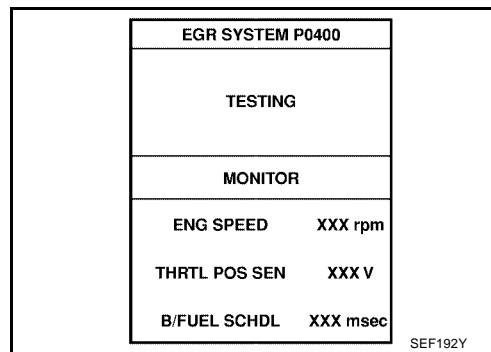 EGR SYSTEM P0400
TESTING
MONITOR
ENG SPEED XXX rpm
THRTL POS SEN XXX V
B/FUEL SCHDL XXX msec
SEF192Y